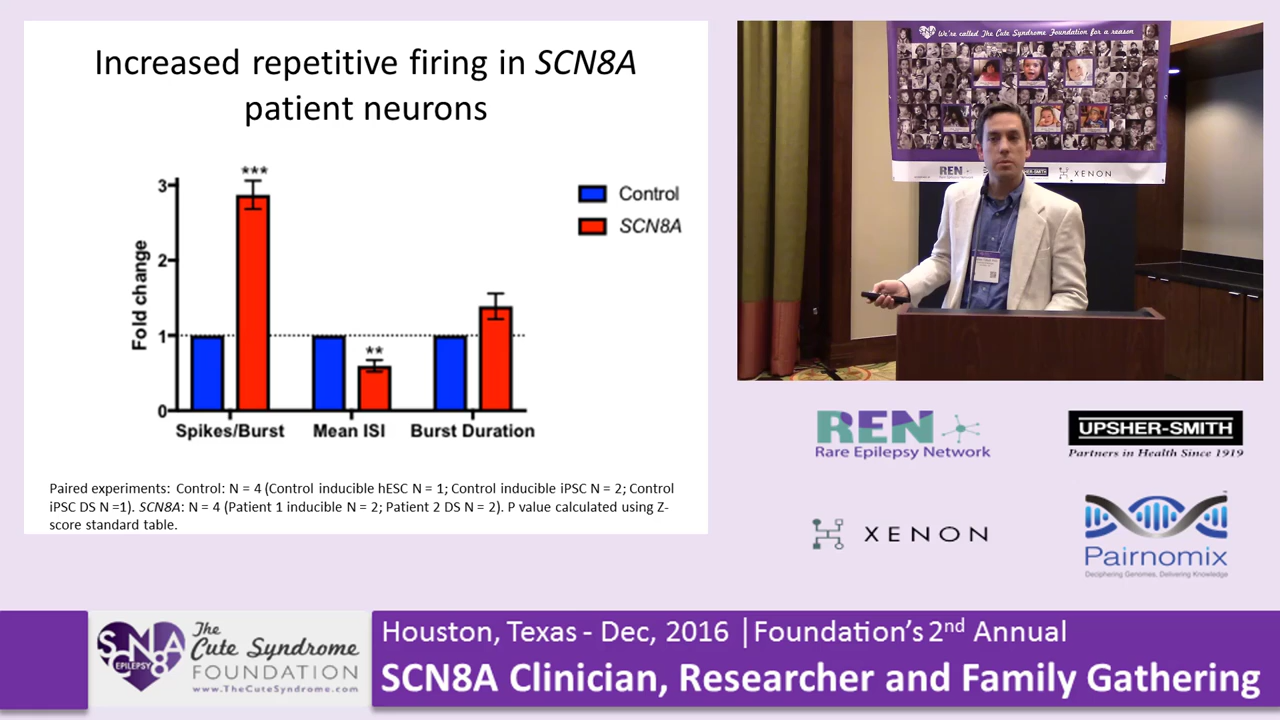 Increased repetitive firing in SCN8A
patient neurons
***
3
2
1
0
Fold change
**
Control
SCN8A
Spikes/Burst Mean ISI Burst Duration
Paired experiments: Control: N = 4 (Control inducible hESC N = 1; Control inducible iPSC N = 2; Control
iPSC DS N =1). SCN8A: N = 4 (Patient 1 inducible N = 2; Patient 2 DS N = 2). P value calculated using Z-
score standard table.
We're called The Cute Syndrome Foundation for a reason
REN
XENON
REN
Rare Epilepsy Network
UPSHER-SMITH
Partners in Health Since 1919
XENON
Pairnomix
Deciphering Genomes, Delivering Knowledge
SCN8A
EPILEPSY
The
Cute Syndrome
FOUNDATION
www.TheCuteSyndrome.com
Houston, Texas - Dec, 2016 | Foundation's 2nd Annual
SCN8A Clinician, Researcher and Family Gathering